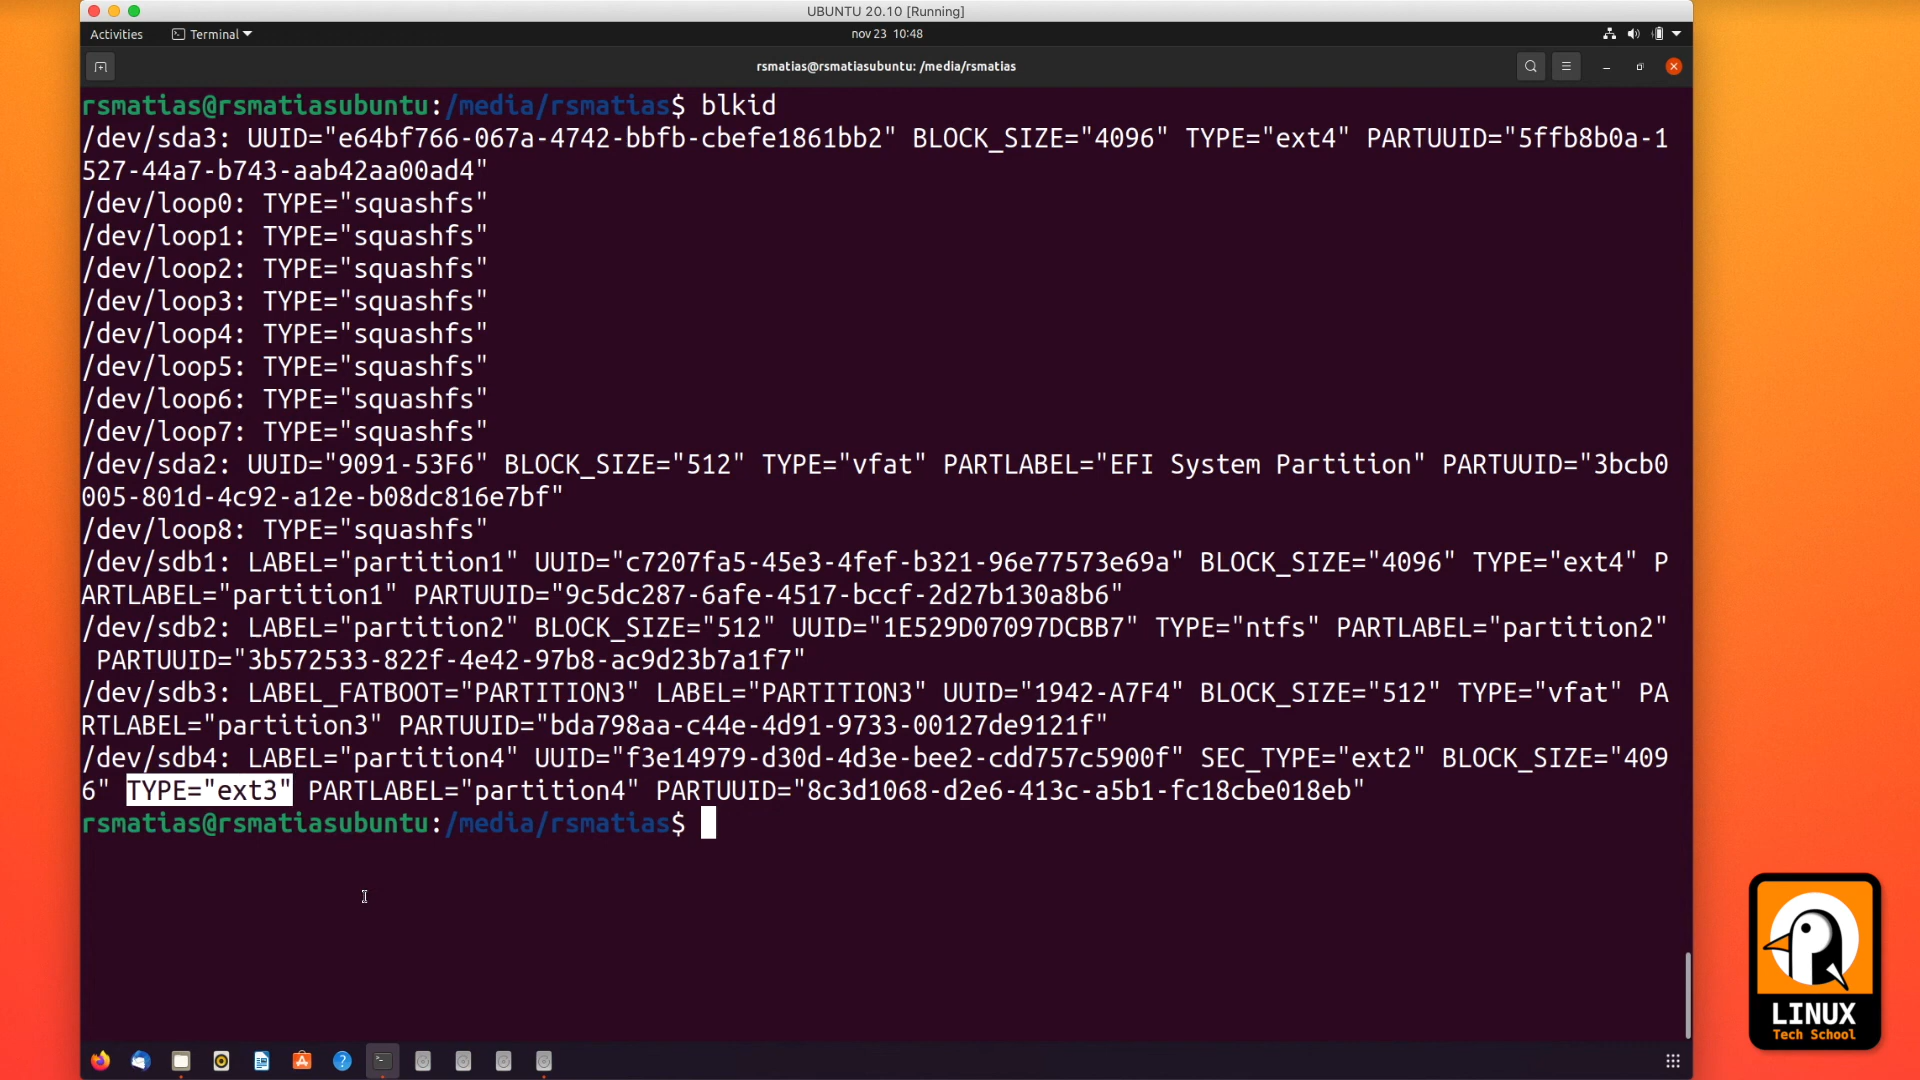 UBUNTU 20.10 [Running]
Activities Terminal nov 23 10:48
rsmatias@rsmatiasubuntu: /media/rsmatias
rsmatias@rsmatiasubuntu:/media/rsmatias$ blkid
/dev/sda3: UUID="e64bf766-067a-4742-bbfb-cbefe1861bb2" BLOCK_SIZE="4096" TYPE="ext4" PARTUUID="5ffb8b0a-1
527-44a7-b743-aab42aa00ad4"
/dev/loop0: TYPE="squashfs"
/dev/loop1: TYPE="squashfs"
/dev/loop2: TYPE="squashfs"
/dev/loop3: TYPE="squashfs"
/dev/loop4: TYPE="squashfs"
/dev/loop5: TYPE="squashfs"
/dev/loop6: TYPE="squashfs"
/dev/loop7: TYPE="squashfs"
/dev/sda2: UUID="9091-53F6" BLOCK_SIZE="512" TYPE="vfat" PARTLABEL="EFI System Partition" PARTUUID="3bcb0
005-801d-4c92-a12e-b08dc816e7bf"
/dev/loop8: TYPE="squashfs"
/dev/sdb1: LABEL="partition1" UUID="c7207fa5-45e3-4fef-b321-96e77573e69a" BLOCK_SIZE="4096" TYPE="ext4" P
ARTLABEL="partition1" PARTUUID="9c5dc287-6afe-4517-bccf-2d27b130a8b6"
/dev/sdb2: LABEL="partition2" BLOCK_SIZE="512" UUID="1E529D07097DCBB7" TYPE="ntfs" PARTLABEL="partition2"
 PARTUUID="3b572533-822f-4e42-97b8-ac9d23b7a1f7"
/dev/sdb3: LABEL_FATBOOT="PARTITION3" LABEL="PARTITION3" UUID="1942-A7F4" BLOCK_SIZE="512" TYPE="vfat" PA
RTLABEL="partition3" PARTUUID="bda798aa-c44e-4d91-9733-00127de9121f"
/dev/sdb4: LABEL="partition4" UUID="f3e14979-d30d-4d3e-bee2-cdd757c5900f" SEC_TYPE="ext2" BLOCK_SIZE="409
6" TYPE="ext3" PARTLABEL="partition4" PARTUUID="8c3d1068-d2e6-413c-a5b1-fc18cbe018eb"
rsmatias@rsmatiasubuntu:/media/rsmatias$
LINUX
Tech School